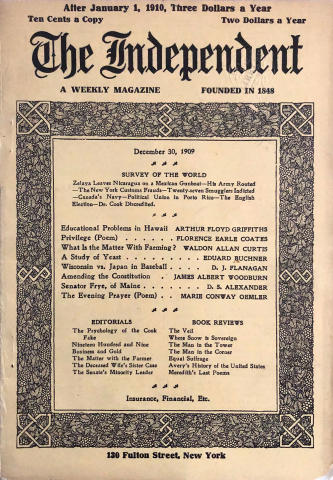 After January 1, 1910, Three Dollars a Year
Ten Cents a Copy Two Dollars a Year
The Independent
A WEEKLY MAGAZINE FOUNDED IN 1848
December 30, 1909
SURVEY OF THE WORLD
Zelaya Leaves Nicaragua on a Mexican Gunboat—His Army Routed
—The New York Customs Frauds—Twenty-seven Smugglers Indicted
—Canada's Navy—Political Union in Porto Rico—The English
Election—Dr. Cook Discredited.
Educational Problems in Hawaii ARTHUR FLOYD GRIFFITHS
Privilege (Poem) . . . . . . . FLORENCE EARLE COATES
What Is the Matter With Farming? WALDON ALLAN CURTIS
A Study of Yeast . . . . . . . EDUARD BUCHNER
Wisconsin vs. Japan in Baseball . . D. J. FLANAGAN
Amending the Constitution . JAMES ALBERT WOODBURN
Senator Frye, of Maine . . . . . D. S. ALEXANDER
The Evening Prayer (Poem) . . MARIE CONWAY OEMLER
EDITORIALS
The Psychology of the Cook
Fake
Nineteen Hundred and Nine
Business and Gold
The Matter with the Farmer
The Deceased Wife's Sister Case
The Senate's Minority Leader
BOOK REVIEWS
The Veil
Where Snow is Sovereign
The Man in the Tower
The Man in the Corner
Equal Suffrage
Avery's History of the United States
Meredith's Last Poems
Insurance, Financial, Etc.
130 Fulton Street, New York